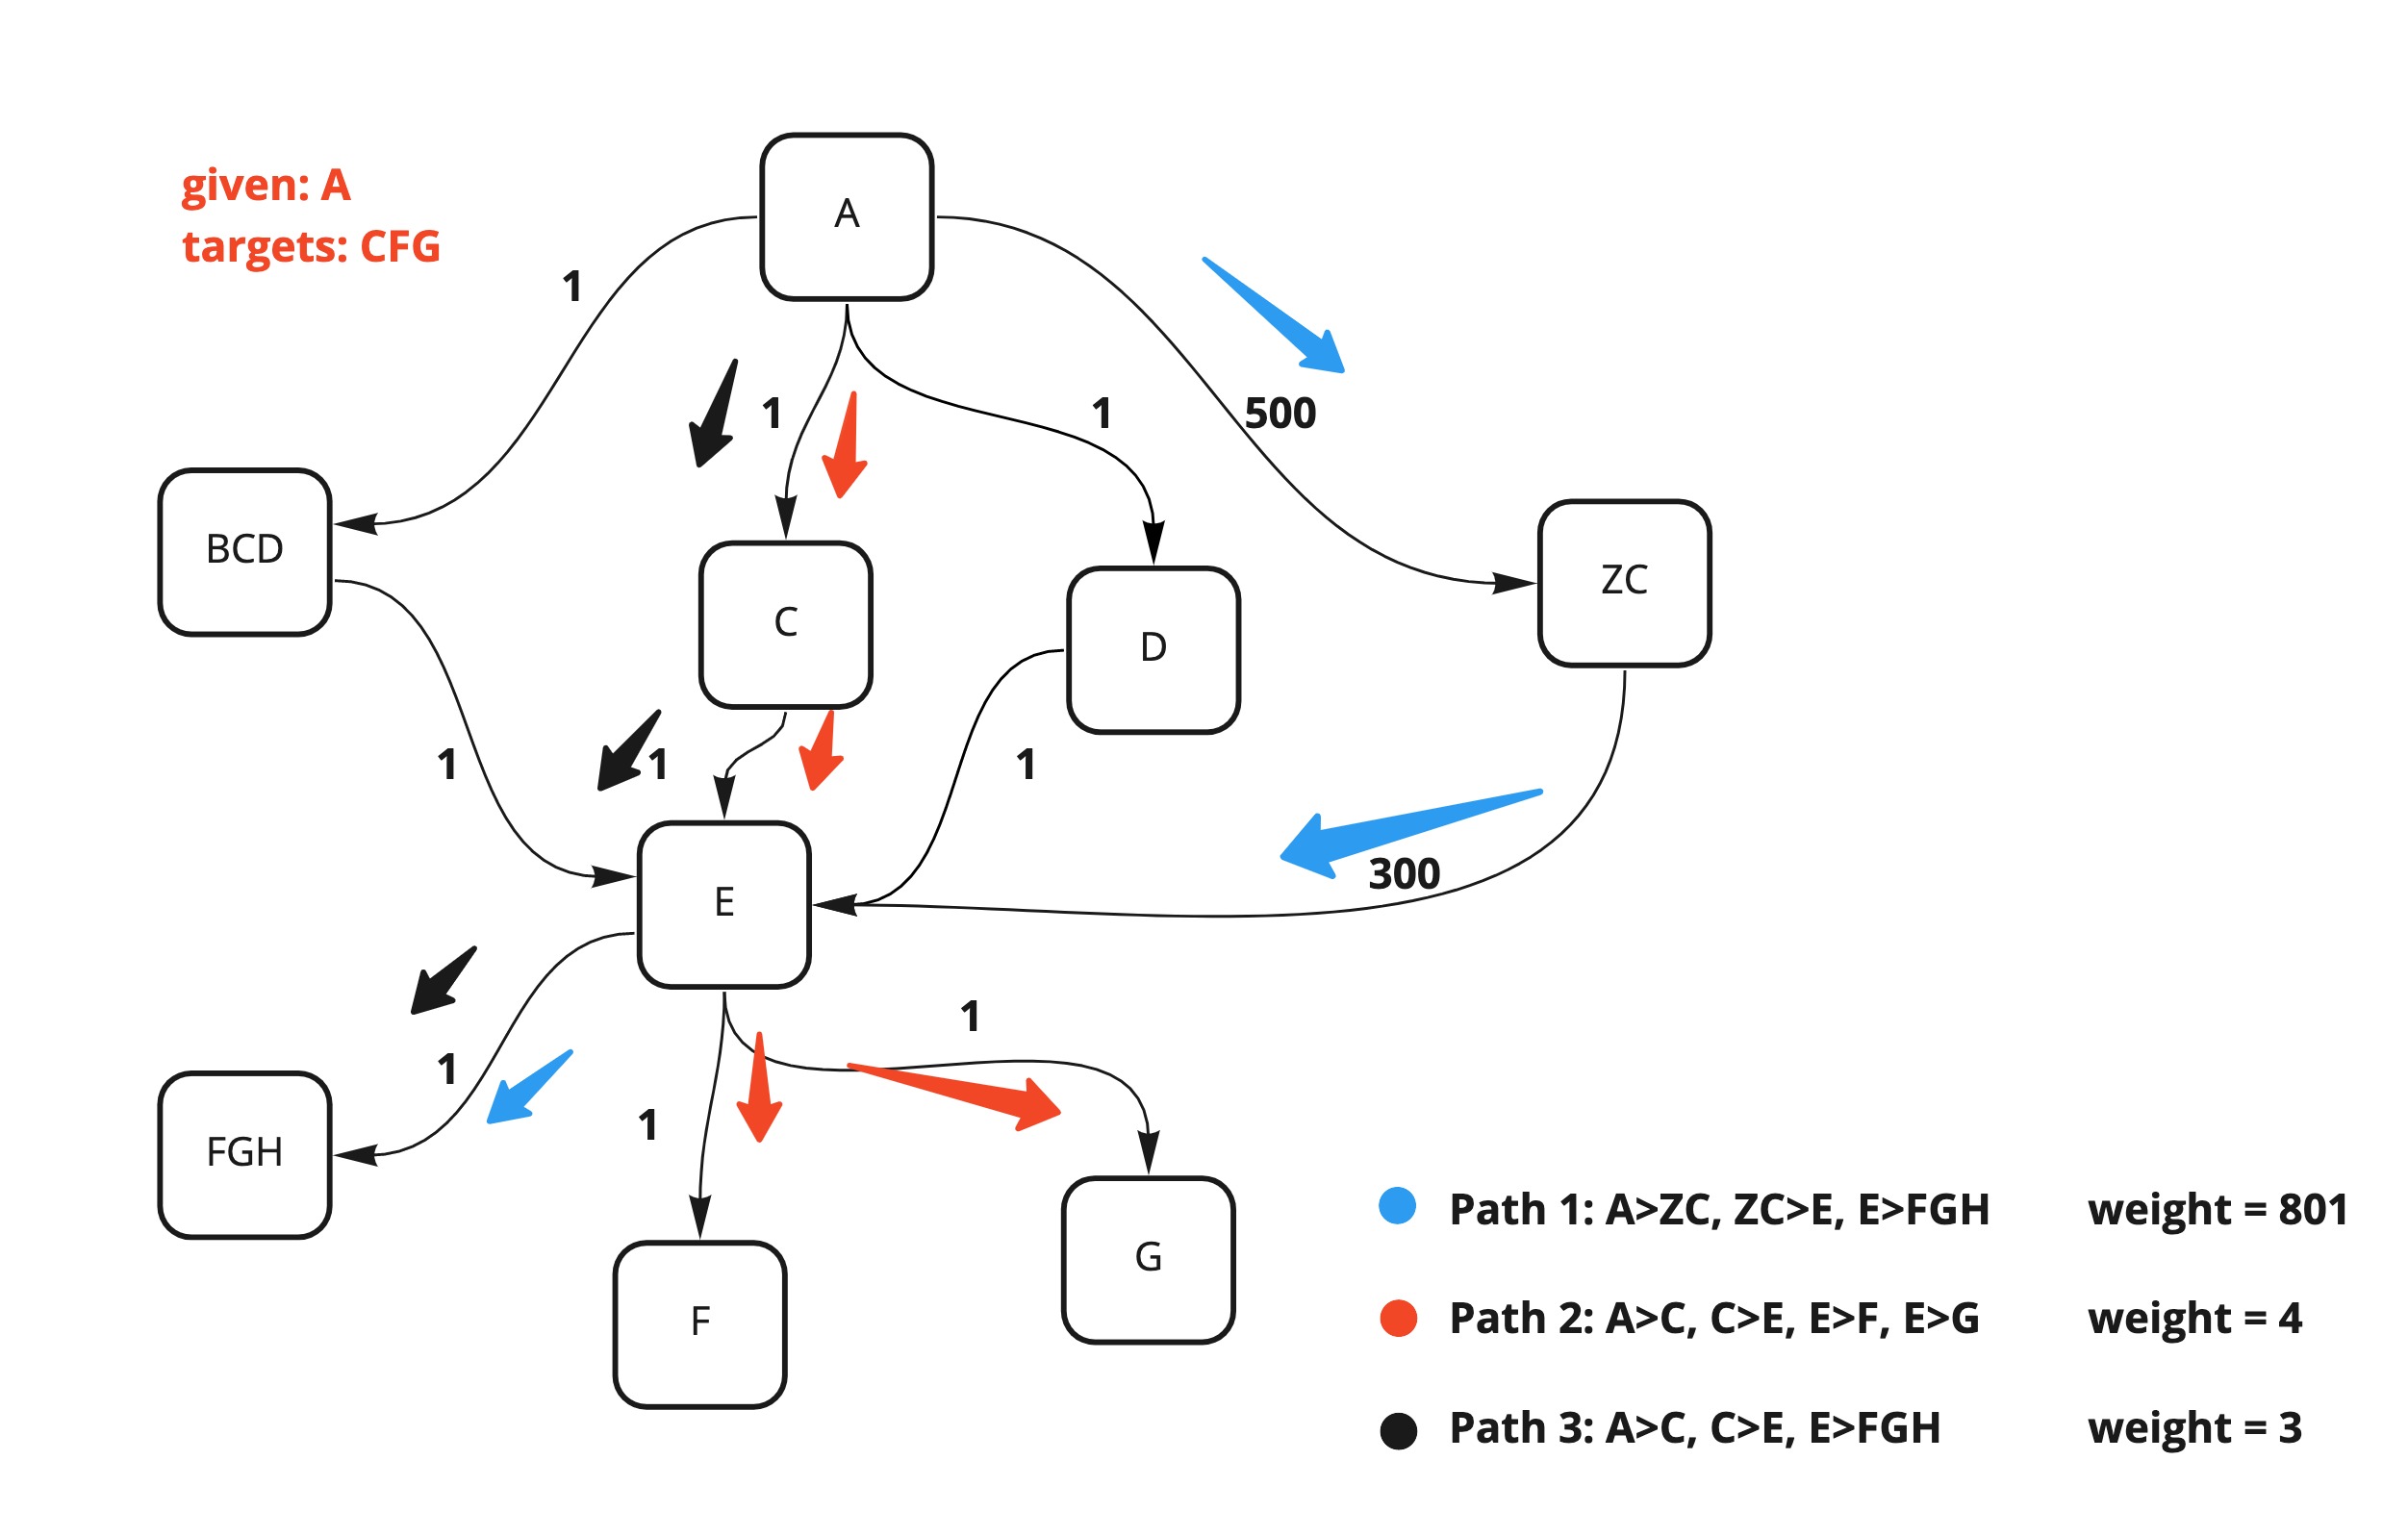 given: A
targets: CFG
A
1
1
1
500
BCD
C
D
ZC
1
1
1
300
E
1
1
1
FGH
F
G
Path 1: A>ZC, ZC>E, E>FGH weight = 801
Path 2: A>C, C>E, E>F, E>G weight = 4
Path 3: A>C, C>E, E>FGH weight = 3